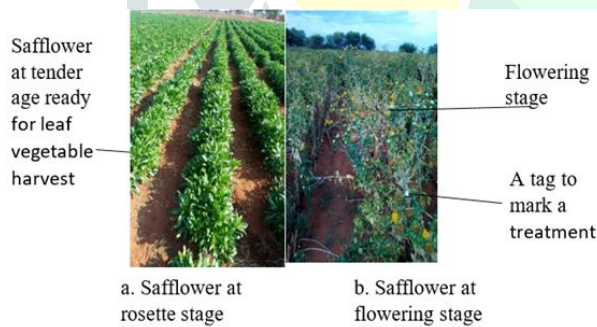 Safflower
at tender
age ready
for leaf
vegetable
harvest
Flowering
stage
A tag to
mark a
treatment
a. Safflower at
rosette stage
b. Safflower at
flowering stage